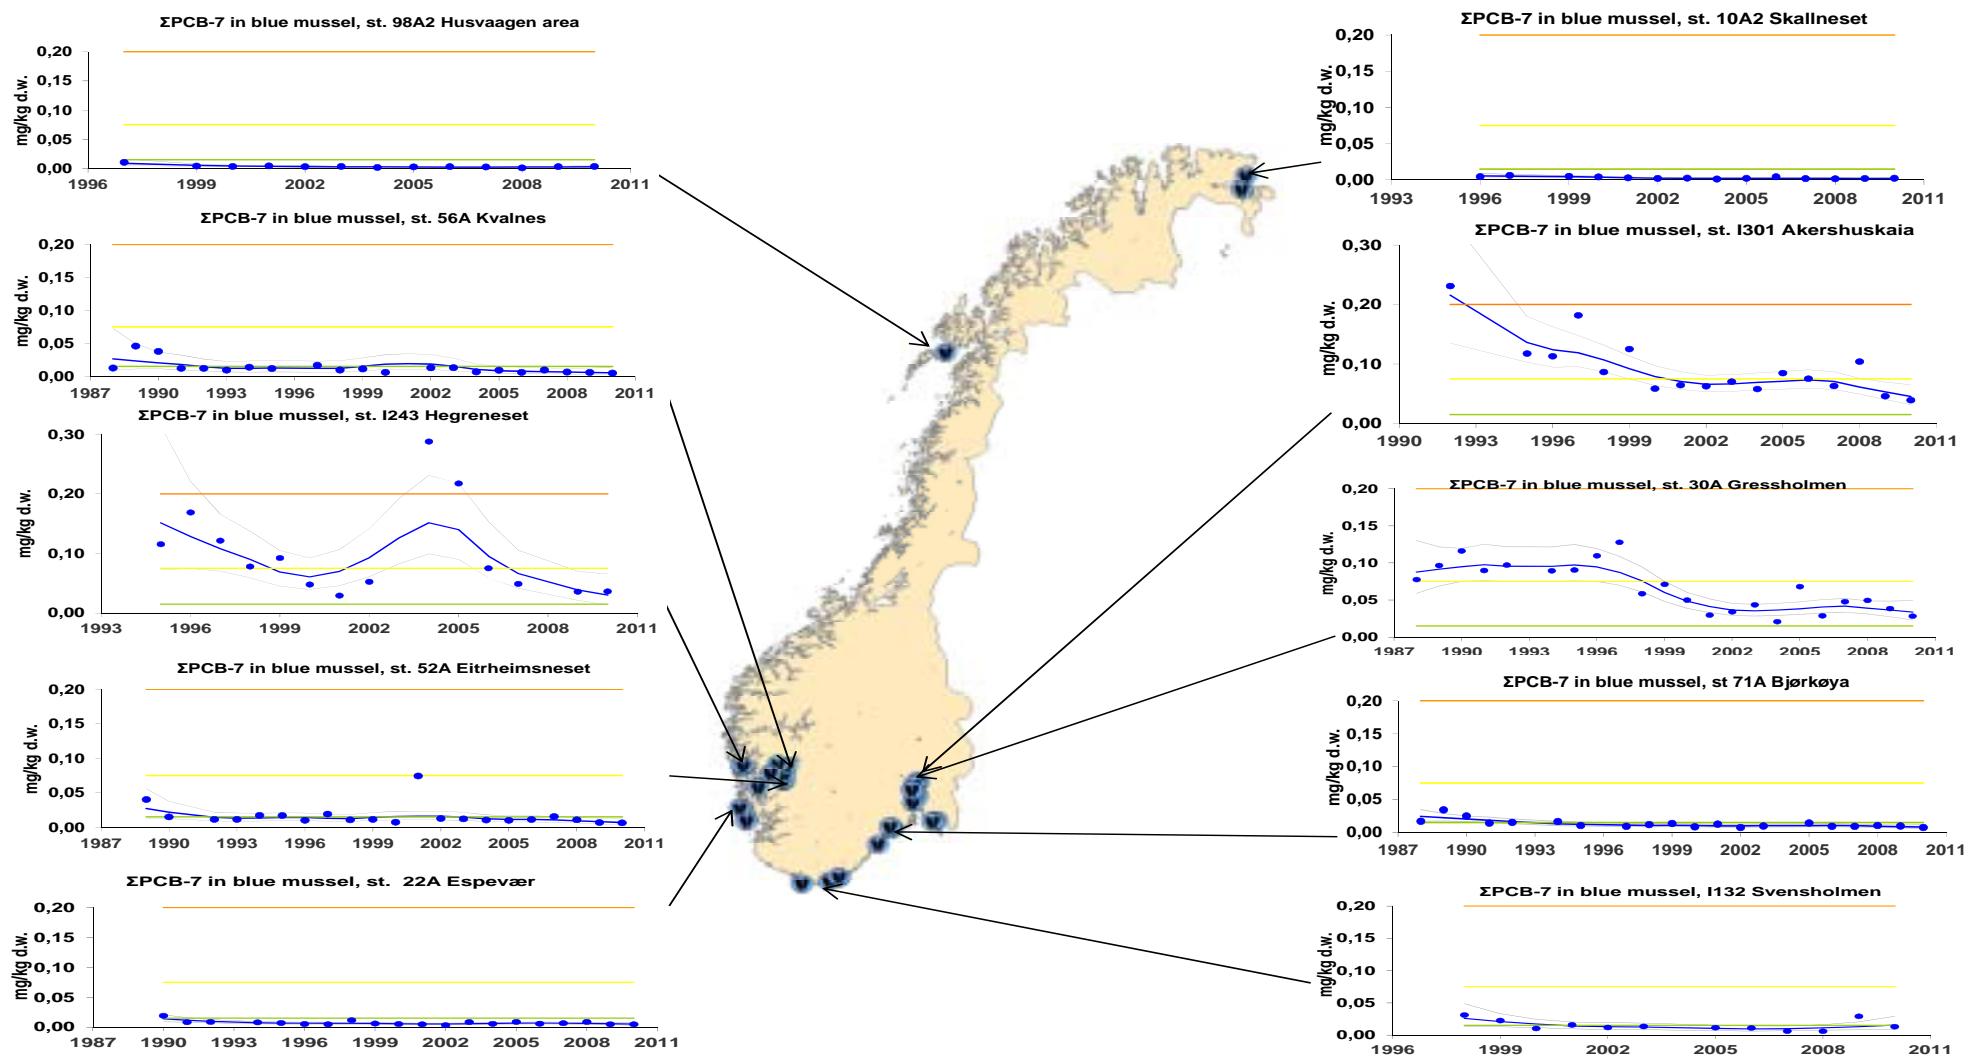 ΣPCB-7 in blue mussel, st. 98A2 Husvaagen area
mg/kg d.w.
0,20
0,15
0,10
0,05
0,00
1996 1999 2002 2005 2008 2011
ΣPCB-7 in blue mussel, st. 56A Kvalnes
mg/kg d.w.
0,20
0,15
0,10
0,05
0,00
1987 1990 1993 1996 1999 2002 2005 2008 2011
ΣPCB-7 in blue mussel, st. I243 Hegreneset
mg/kg d.w.
0,30
0,20
0,10
0,00
1993 1996 1999 2002 2005 2008 2011
ΣPCB-7 in blue mussel, st. 52A Eitrheimsneset
mg/kg d.w.
0,20
0,15
0,10
0,05
0,00
1987 1990 1993 1996 1999 2002 2005 2008 2011
ΣPCB-7 in blue mussel, st. 22A Espevær
mg/kg d.w.
0,20
0,15
0,10
0,05
0,00
1987 1990 1993 1996 1999 2002 2005 2008 2011
ΣPCB-7 in blue mussel, st. 10A2 Skallneset
mg/kg d.w.
0,20
0,15
0,10
0,05
0,00
1993 1996 1999 2002 2005 2008 2011
ΣPCB-7 in blue mussel, st. I301 Akershuskaia
mg/kg d.w.
0,30
0,20
0,10
0,00
1990 1993 1996 1999 2002 2005 2008 2011
ΣPCB-7 in blue mussel, st. 30A Gressholmen
mg/kg d.w.
0,20
0,15
0,10
0,05
0,00
1987 1990 1993 1996 1999 2002 2005 2008 2011
ΣPCB-7 in blue mussel, st 71A Bjørkøya
mg/kg d.w.
0,20
0,15
0,10
0,05
0,00
1987 1990 1993 1996 1999 2002 2005 2008 2011
ΣPCB-7 in blue mussel, I132 Svensholmen
mg/kg d.w.
0,20
0,15
0,10
0,05
0,00
1996 1999 2002 2005 2008 2011